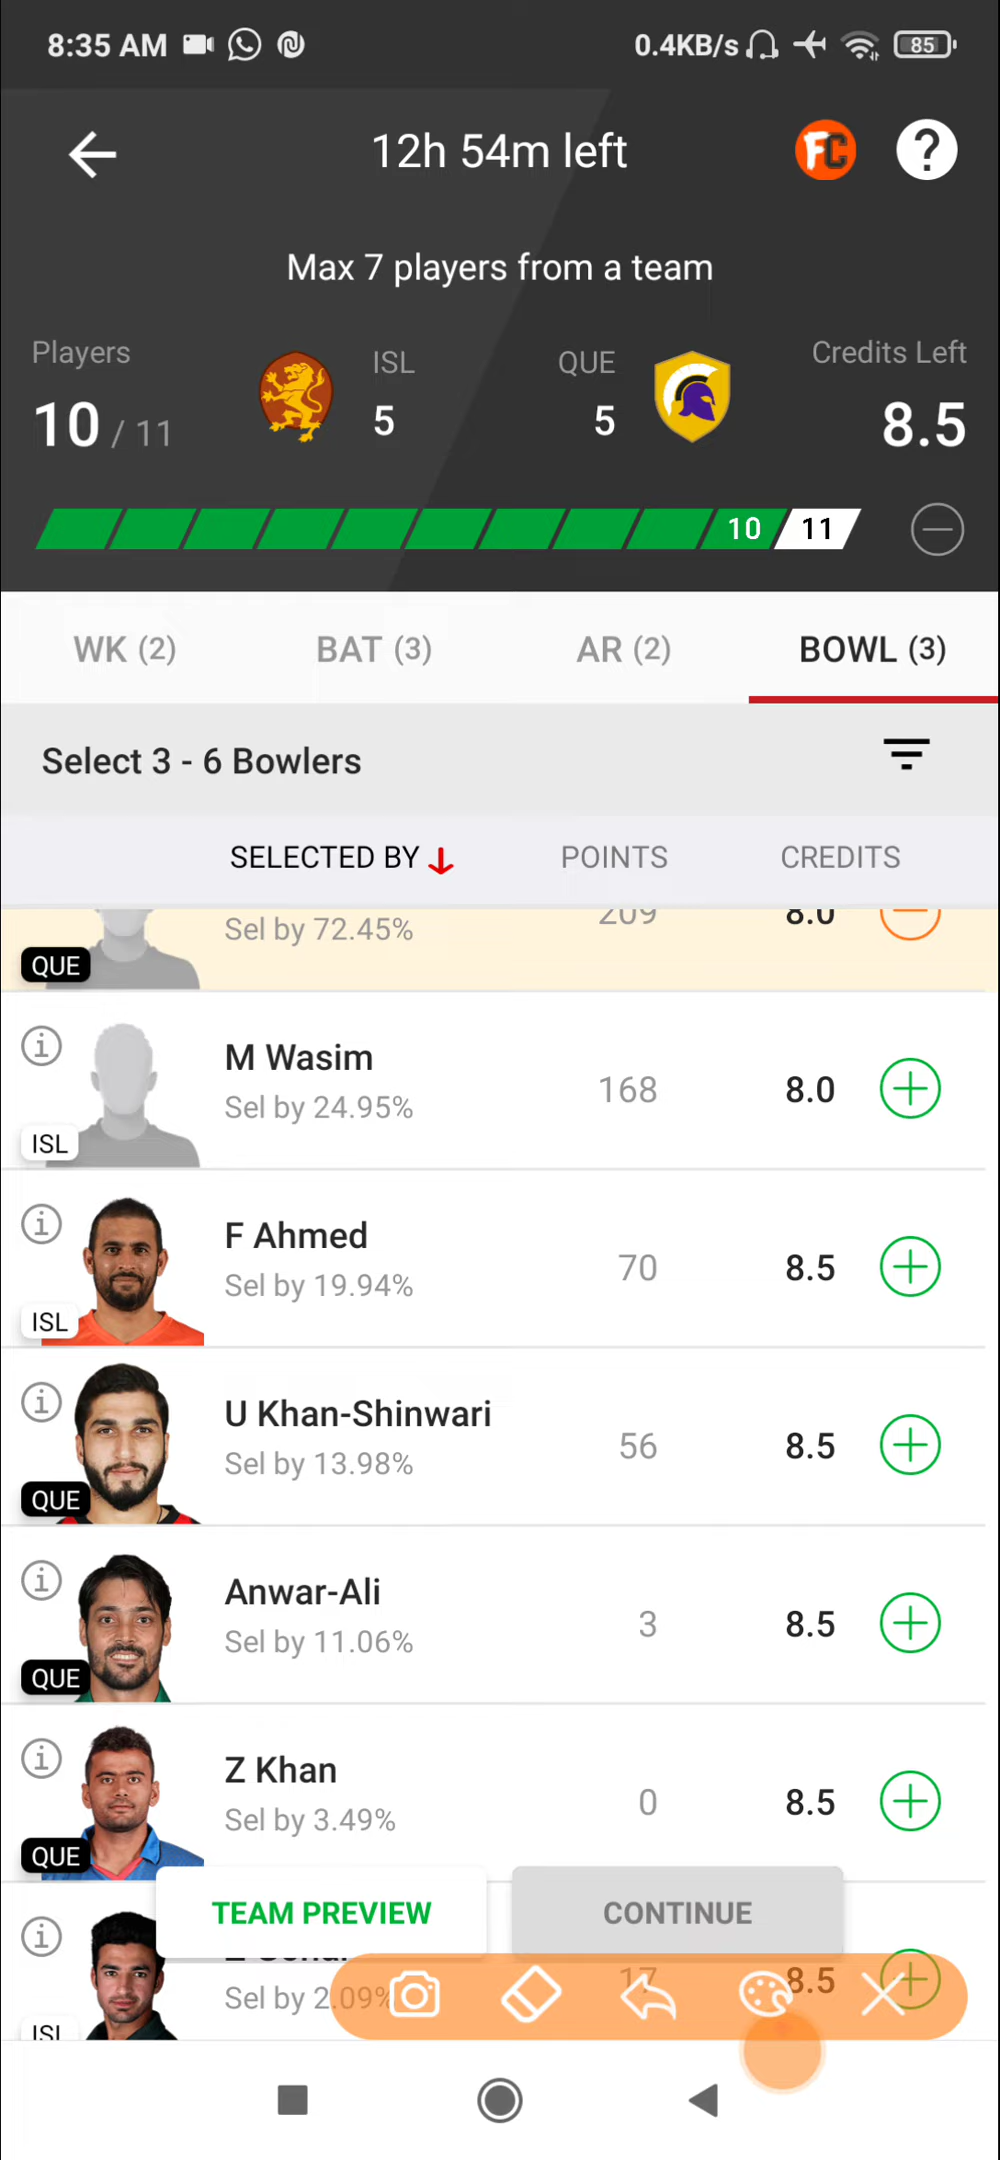 8:35 AM
0.4KB/s
85
12h 54m left
FC
?
Max 7 players from a team
Players
ISL
QUE
Credits Left
10 / 11
5
5
8.5
10
11
WK (2)
BAT (3)
AR (2)
BOWL (3)
Select 3 - 6 Bowlers
SELECTED BY
POINTS
CREDITS
Sel by 72.45%
209
8.0
QUE
M Wasim
Sel by 24.95%
168
8.0
ISL
F Ahmed
Sel by 19.94%
70
8.5
ISL
U Khan-Shinwari
Sel by 13.98%
56
8.5
QUE
Anwar-Ali
Sel by 11.06%
3
8.5
QUE
Z Khan
Sel by 3.49%
0
8.5
QUE
TEAM PREVIEW
CONTINUE
Sel by 2.09%
17
8.5
ISL